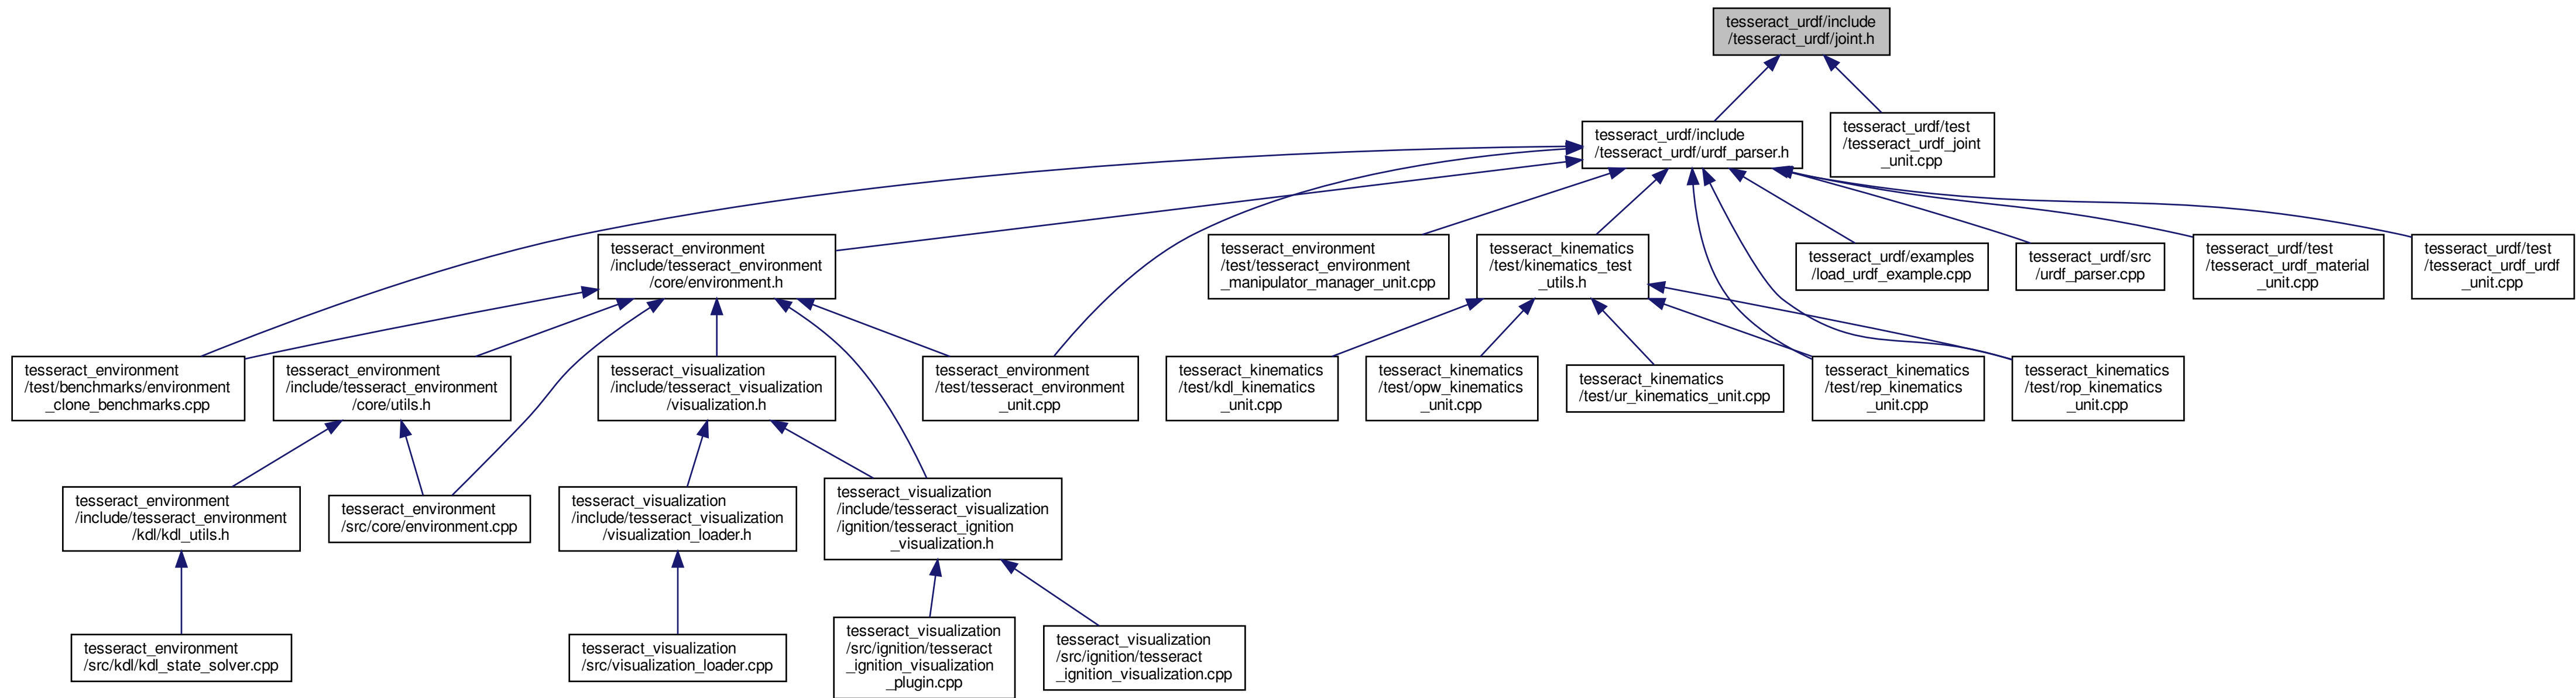 tesseract_urdf/include
/tesseract_urdf/joint.h
tesseract_urdf/include
/tesseract_urdf/urdf_parser.h
tesseract_urdf/test
/tesseract_urdf_joint
_unit.cpp
tesseract_environment
/include/tesseract_environment
/core/environment.h
tesseract_environment
/test/tesseract_environment
_manipulator_manager_unit.cpp
tesseract_kinematics
/test/kinematics_test
_utils.h
tesseract_urdf/examples
/load_urdf_example.cpp
tesseract_urdf/src
/urdf_parser.cpp
tesseract_urdf/test
/tesseract_urdf_material
_unit.cpp
tesseract_urdf/test
/tesseract_urdf_urdf
_unit.cpp
tesseract_environment
/test/benchmarks/environment
_clone_benchmarks.cpp
tesseract_environment
/include/tesseract_environment
/core/utils.h
tesseract_visualization
/include/tesseract_visualization
/visualization.h
tesseract_environment
/test/tesseract_environment
_unit.cpp
tesseract_kinematics
/test/kdl_kinematics
_unit.cpp
tesseract_kinematics
/test/opw_kinematics
_unit.cpp
tesseract_kinematics
/test/ur_kinematics_unit.cpp
tesseract_kinematics
/test/rep_kinematics
_unit.cpp
tesseract_kinematics
/test/rop_kinematics
_unit.cpp
tesseract_environment
/include/tesseract_environment
/kdl/kdl_utils.h
tesseract_environment
/src/core/environment.cpp
tesseract_visualization
/include/tesseract_visualization
/visualization_loader.h
tesseract_visualization
/include/tesseract_visualization
/ignition/tesseract_ignition
_visualization.h
tesseract_environment
/src/kdl/kdl_state_solver.cpp
tesseract_visualization
/src/visualization_loader.cpp
tesseract_visualization
/src/ignition/tesseract
_ignition_visualization
_plugin.cpp
tesseract_visualization
/src/ignition/tesseract
_ignition_visualization.cpp